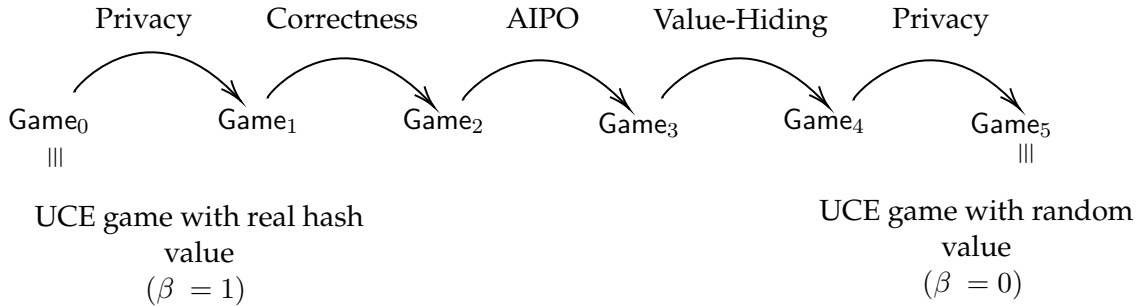 Privacy Correctness AIPO Value-Hiding Privacy
Game₀ Game₁ Game₂ Game₃ Game₄ Game₅
||| |||
UCE game with real hash value (β = 1)
UCE game with random value (β = 0)